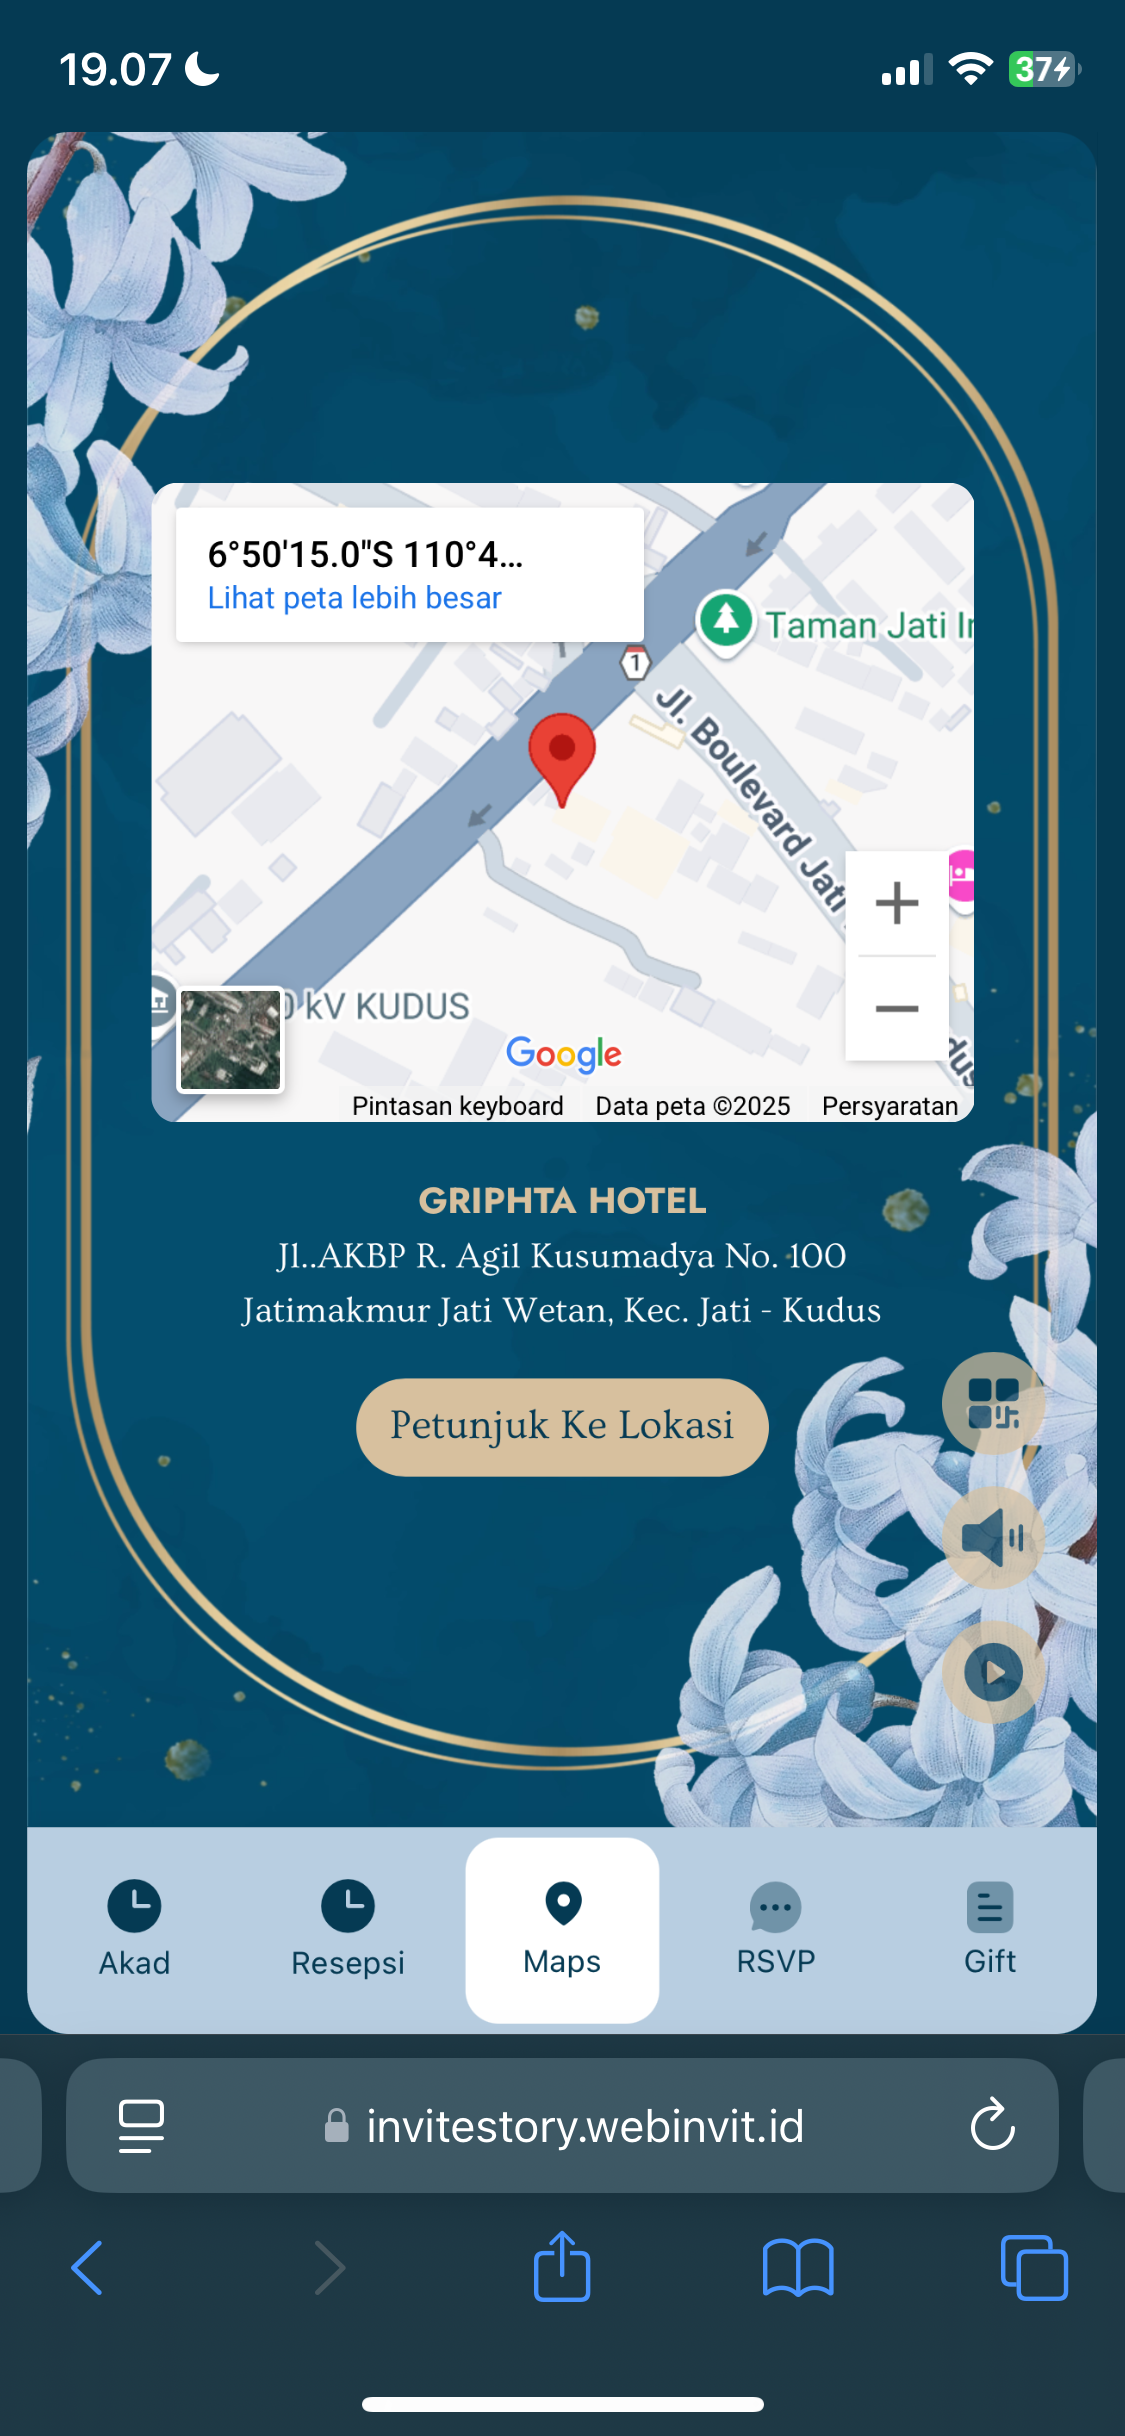 19.07
37
6°50'15.0"S 110°4...
Lihat peta lebih besar
Taman Jati
1
Jl. Boulevard Jati
kV KUDUS
Google
Pintasan keyboard
Data peta ©2025
Persyaratan
GRIPHTA HOTEL
Jl..AKBP R. Agil Kusumadya No. 100
Jatimakmur Jati Wetan, Kec. Jati - Kudus
Petunjuk Ke Lokasi
Akad
Resepsi
Maps
RSVP
Gift
invitestory.webinvit.id